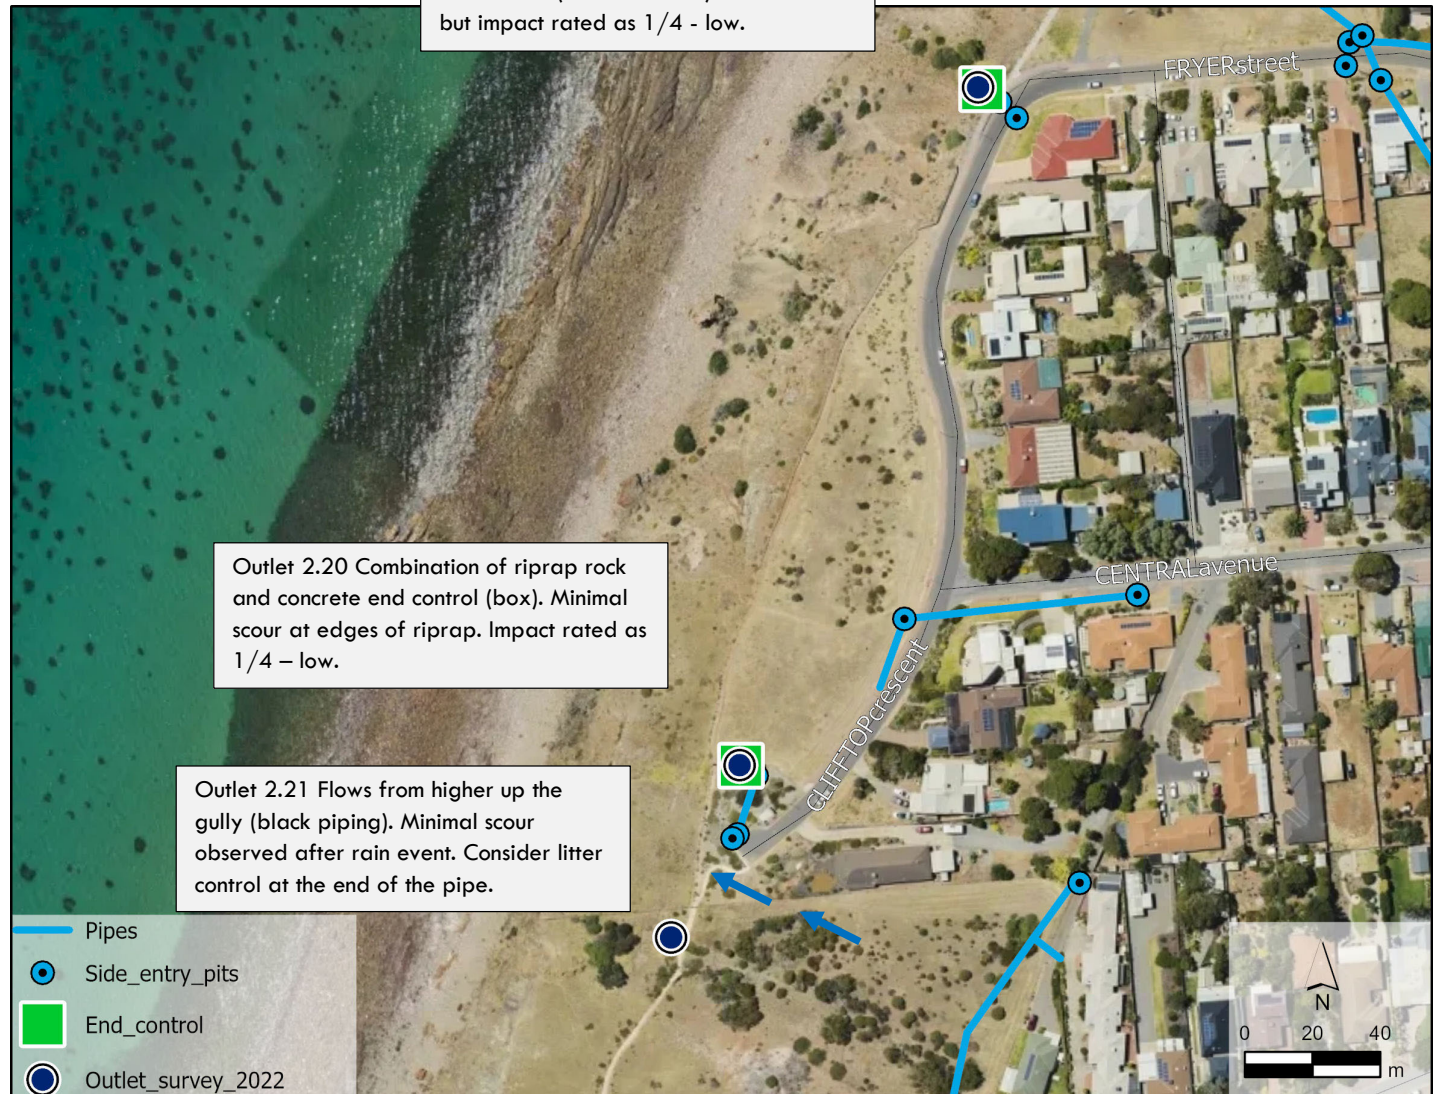 but impact rated as 1/4 - low.
FRYERstreet
Outlet 2.20 Combination of riprap rock
and concrete end control (box). Minimal
scour at edges of riprap. Impact rated as
1/4 – low.
CENTRALavenue
CLIFFTOPcrescent
Outlet 2.21 Flows from higher up the
gully (black piping). Minimal scour
observed after rain event. Consider litter
control at the end of the pipe.
Pipes
Side_entry_pits
End_control
Outlet_survey_2022
N
0 20 40
m